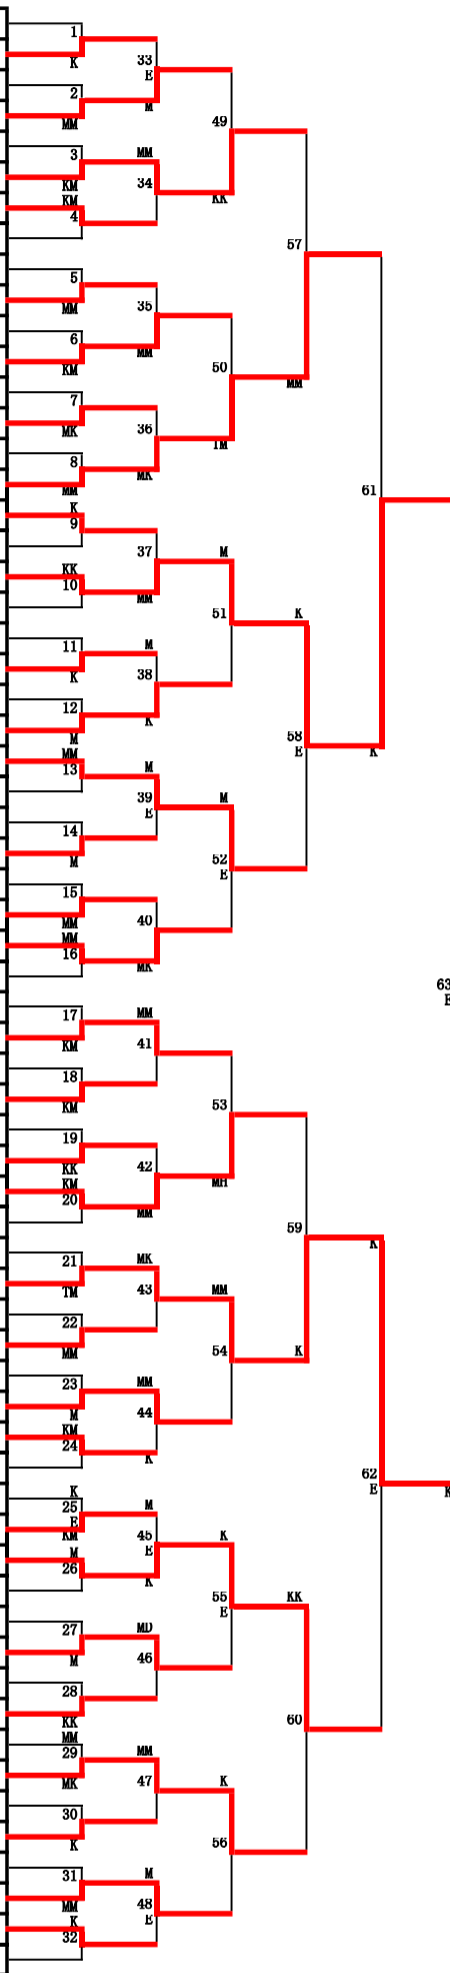 1
K
33
E
2
M
MM
49
3
MM
KM
34
KM
KK
4
57
5
35
MM
6
MM
50
KM
MM
7
36
MK
TM
8
MK
MM
61
K
9
37
M
KK
10
MM
51
K
11
M
K
38
12
K
M
58
MM
E
K
13
M
39
M
E
14
52
M
E
15
MM
40
MM
16
MK
63
E
17
MM
KM
41
18
KM
53
19
KK
42
KM
MH
20
MM
59
K
21
MK
TM
43
MM
22
MM
54
K
23
MM
M
44
KM
24
K
62
K
E
K
25
M
E
KM
45
K
M
E
26
K
55
KK
E
27
MD
M
46
28
KK
60
MM
29
MM
MK
47
K
30
K
56
31
M
MM
48
K
E
32